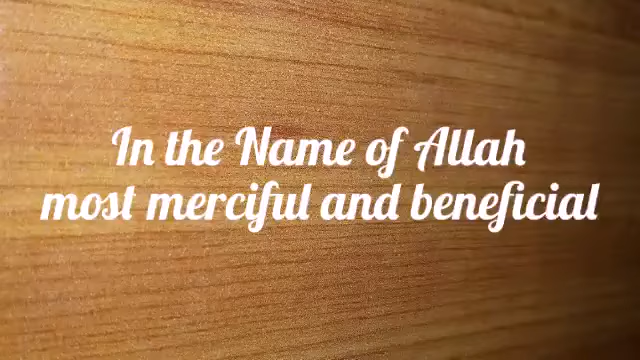 In the Name of Allah
most merciful and beneficial